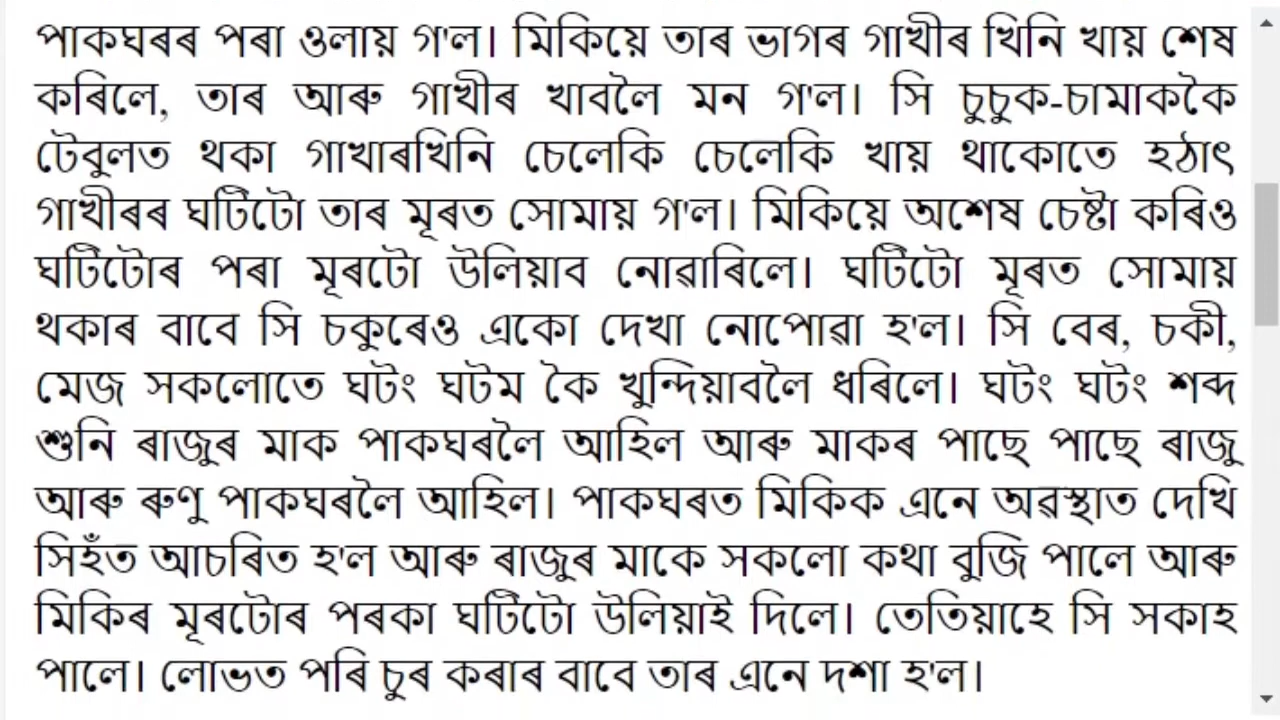 পাকঘৰৰ পৰা ওলায় গ'ল। মিকিয়ে তাৰ ভাগৰ গাখীৰ খিনি খায় শেষ
কৰিলে, তাৰ আৰু গাখীৰ খাবলৈ মন গ'ল। সি চুচুক-চামাককৈ
টেবুলত থকা গাখাৰখিনি চেলেকি চেলেকি খায় থাকোতে হঠাৎ
গাখীৰৰ ঘটিটো তাৰ মূৰত সোমায় গ'ল। মিকিয়ে অশেষ চেষ্টা কৰিও
ঘটিটোৰ পৰা মূৰটো উলিয়াব নোৱাৰিলে। ঘটিটো মূৰত সোমায়
থকাৰ বাবে সি চকুৰেও একো দেখা নোপোৱা হ'ল। সি বেৰ, চকী,
মেজ সকলোতে ঘটং ঘটম কৈ খুন্দিয়াবলৈ ধৰিলে। ঘটং ঘটং শব্দ
শুনি ৰাজুৰ মাক পাকঘৰলৈ আহিল আৰু মাকৰ পাছে পাছে ৰাজু
আৰু ৰুণু পাকঘৰলৈ আহিল। পাকঘৰত মিকিক এনে অৱস্থাত দেখি
সিহঁত আচৰিত হ'ল আৰু ৰাজুৰ মাকে সকলো কথা বুজি পালে আৰু
মিকিৰ মূৰটোৰ পৰকা ঘটিটো উলিয়াই দিলে। তেতিয়াহে সি সকাহ
পালে। লোভত পৰি চুৰ কৰাৰ বাবে তাৰ এনে দশা হ'ল।